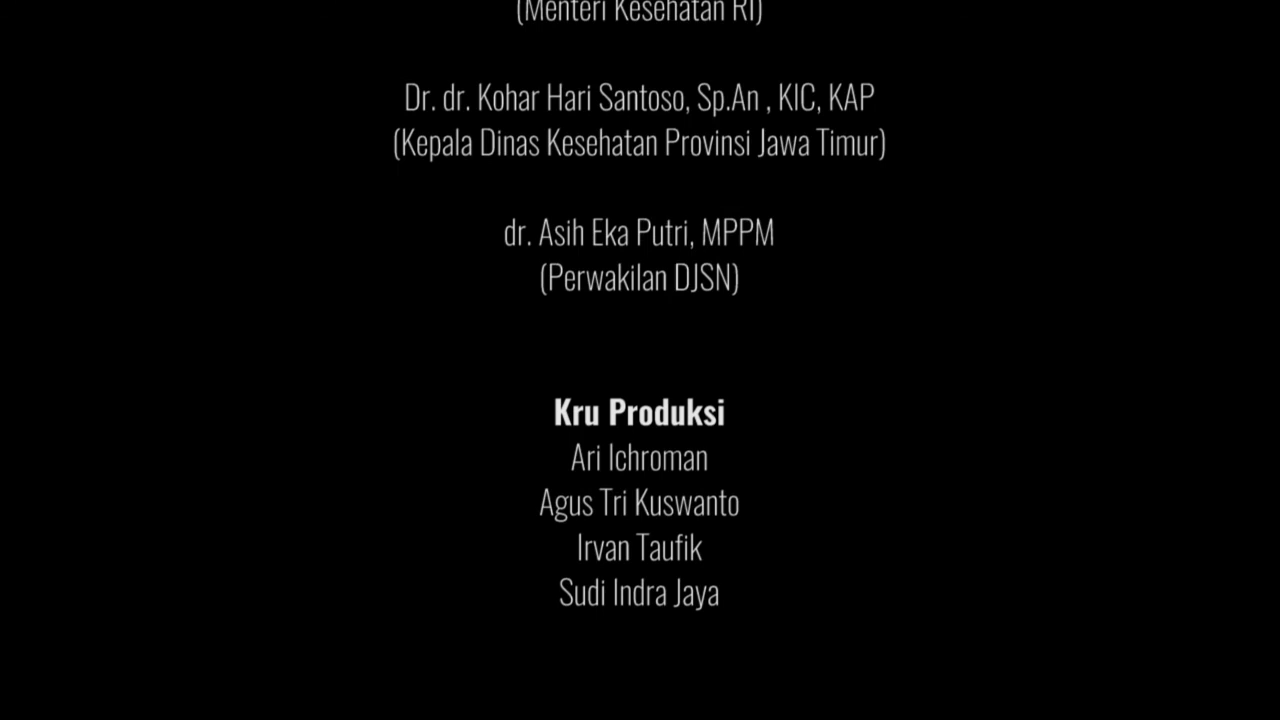 (Menteri Kesehatan RI)
Dr. dr. Kohar Hari Santoso, Sp.An , KIC, KAP
(Kepala Dinas Kesehatan Provinsi Jawa Timur)
dr. Asih Eka Putri, MPPM
(Perwakilan DJSN)
Kru Produksi
Ari Ichroman
Agus Tri Kuswanto
Irvan Taufik
Sudi Indra Jaya